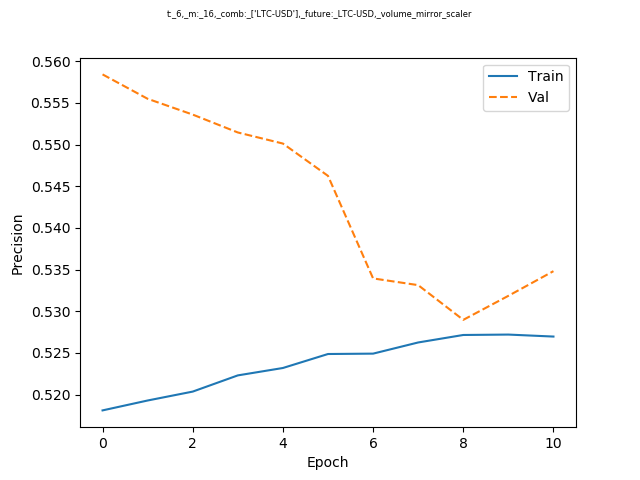 t:_6,_m:_16,_comb:_['LTC-USD'],_future:_LTC-USD,_volume_mirror_scaler
0.560
0.555
0.550
0.545
0.540
0.535
0.530
0.525
0.520
Precision
Train
Val
0 2 4 6 8 10
Epoch